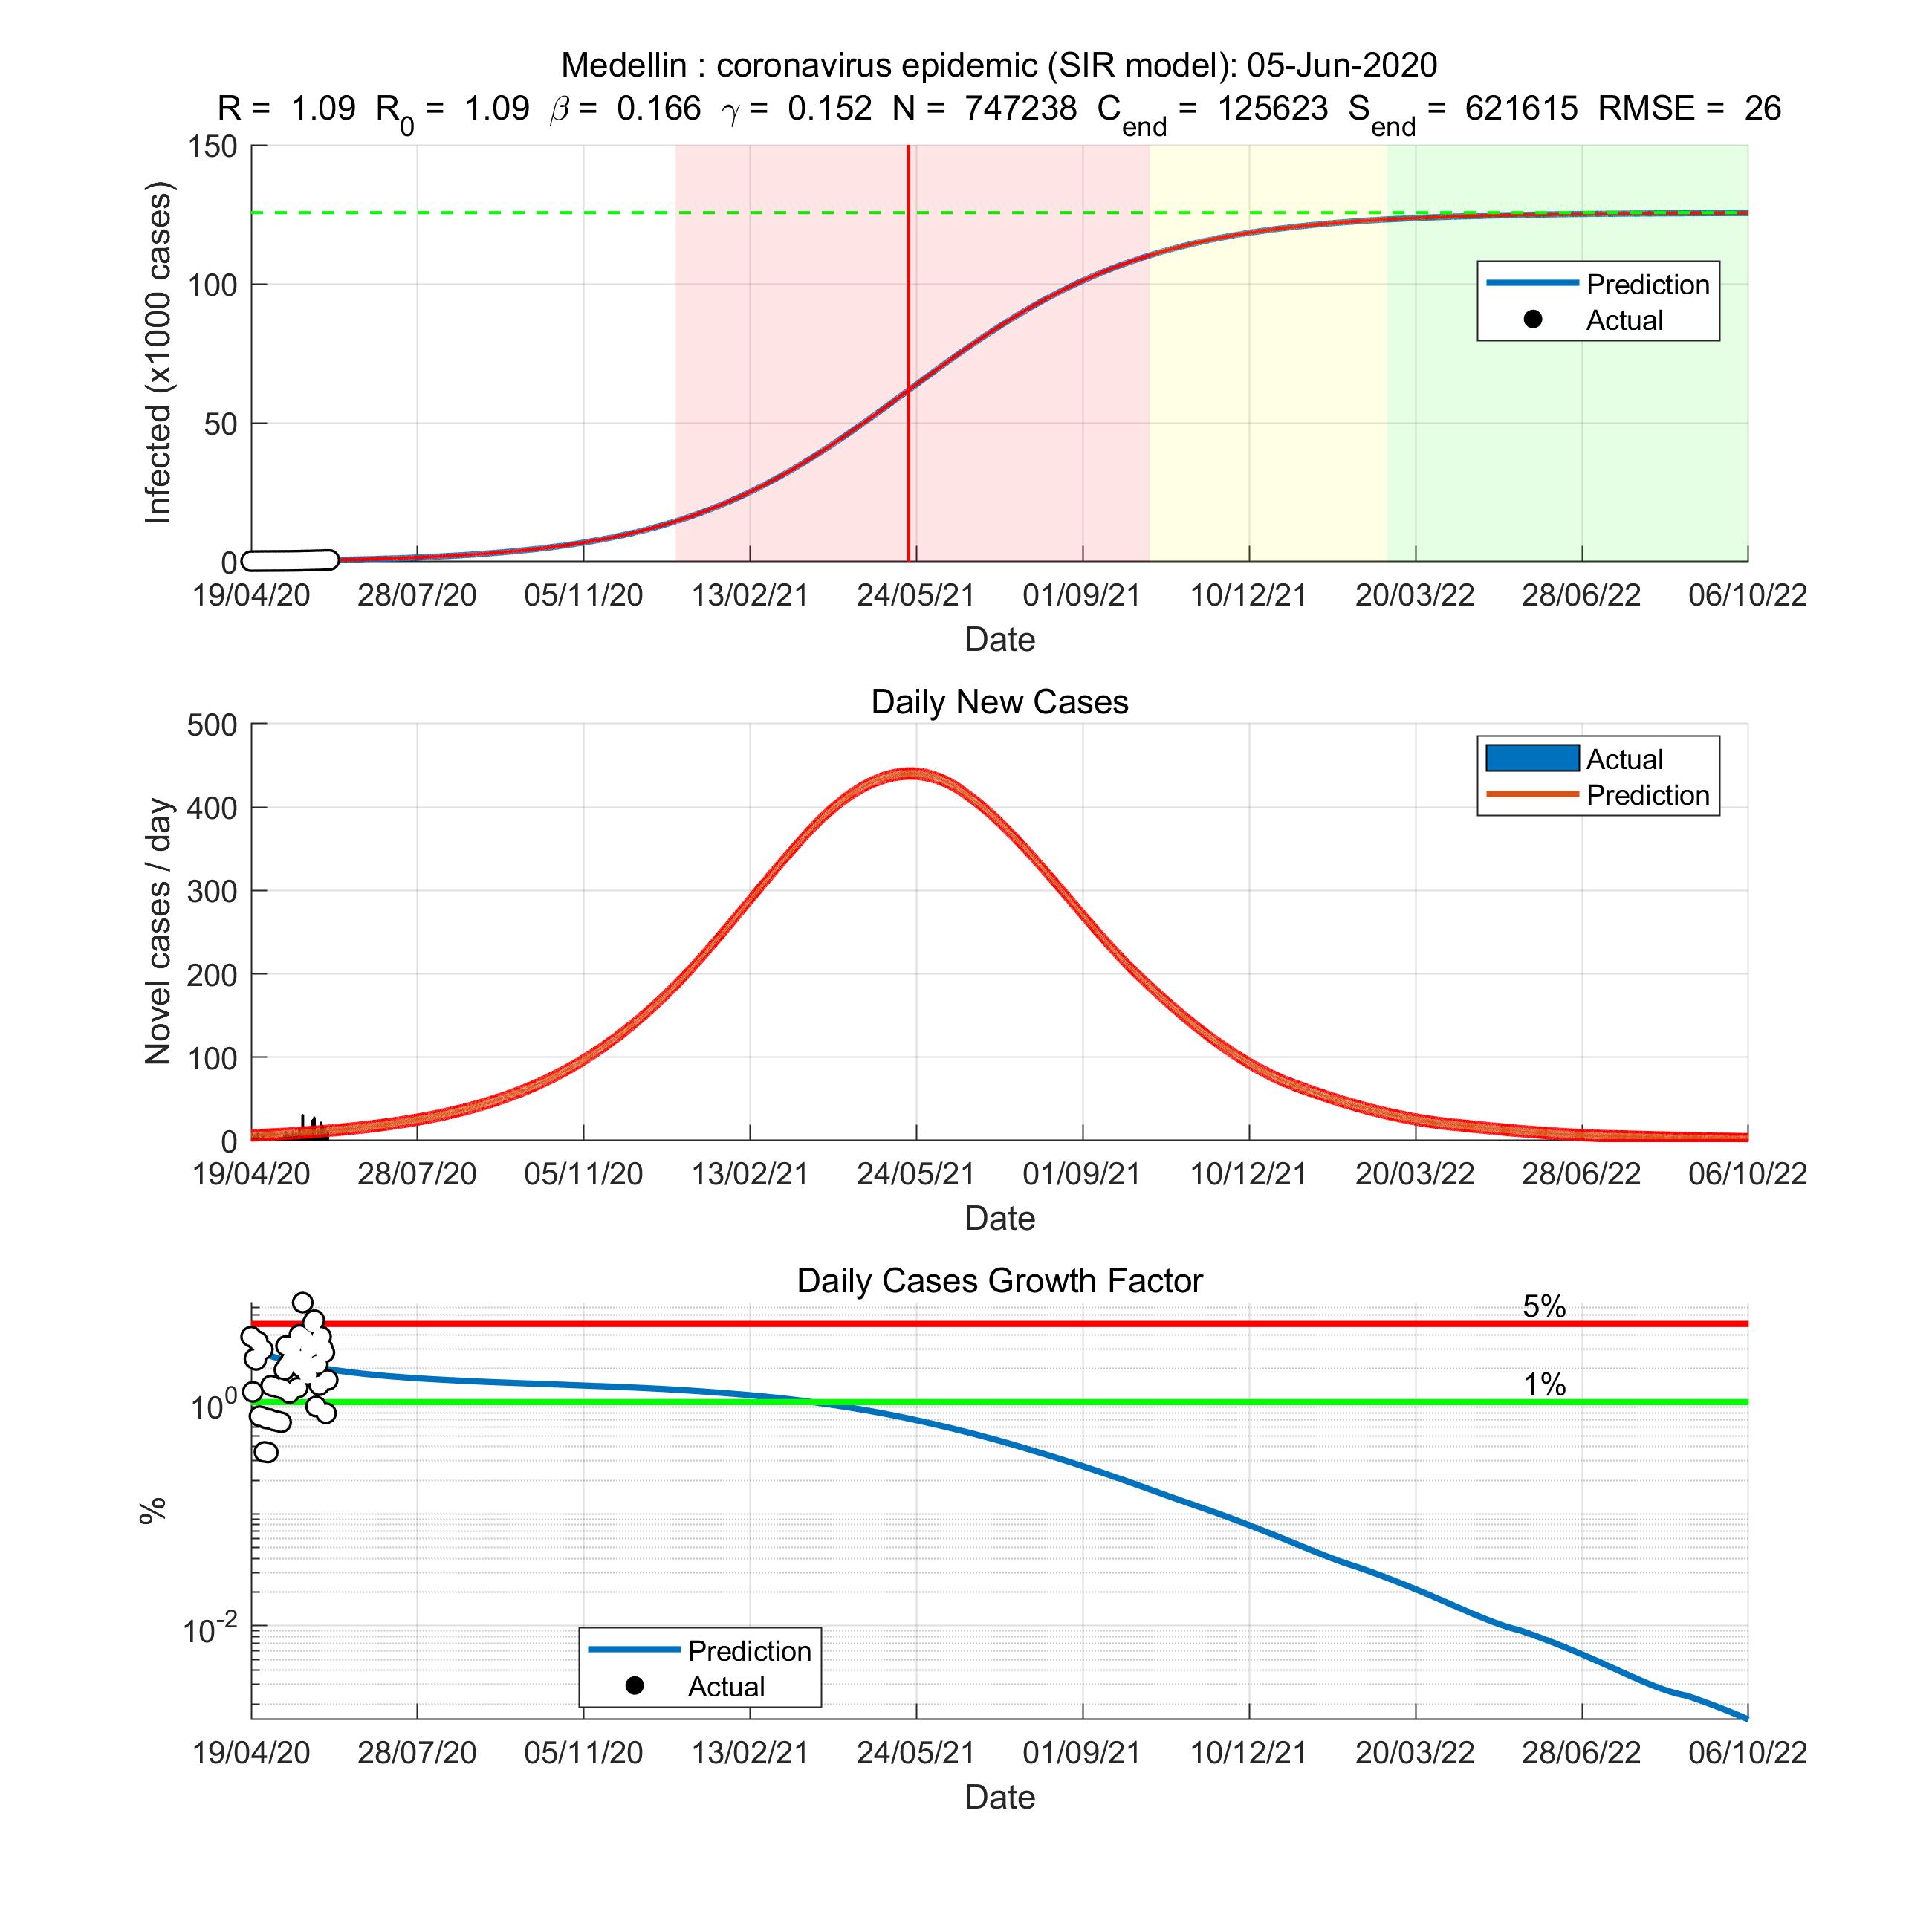 Medellin : coronavirus epidemic (SIR model): 05-Jun-2020
R = 1.09 R0 = 1.09 β = 0.166 γ = 0.152 N = 747238 Cend = 125623 Send = 621615 RMSE = 26
150
100
50
0
Infected (x1000 cases)
Prediction
Actual
19/04/20 28/07/20 05/11/20 13/02/21 24/05/21 01/09/21 10/12/21 20/03/22 28/06/22 06/10/22
Date
Daily New Cases
500
400
300
200
100
0
Novel cases / day
Actual
Prediction
19/04/20 28/07/20 05/11/20 13/02/21 24/05/21 01/09/21 10/12/21 20/03/22 28/06/22 06/10/22
Date
Daily Cases Growth Factor
5%
1%
10^0
10^-2
%
Prediction
Actual
19/04/20 28/07/20 05/11/20 13/02/21 24/05/21 01/09/21 10/12/21 20/03/22 28/06/22 06/10/22
Date